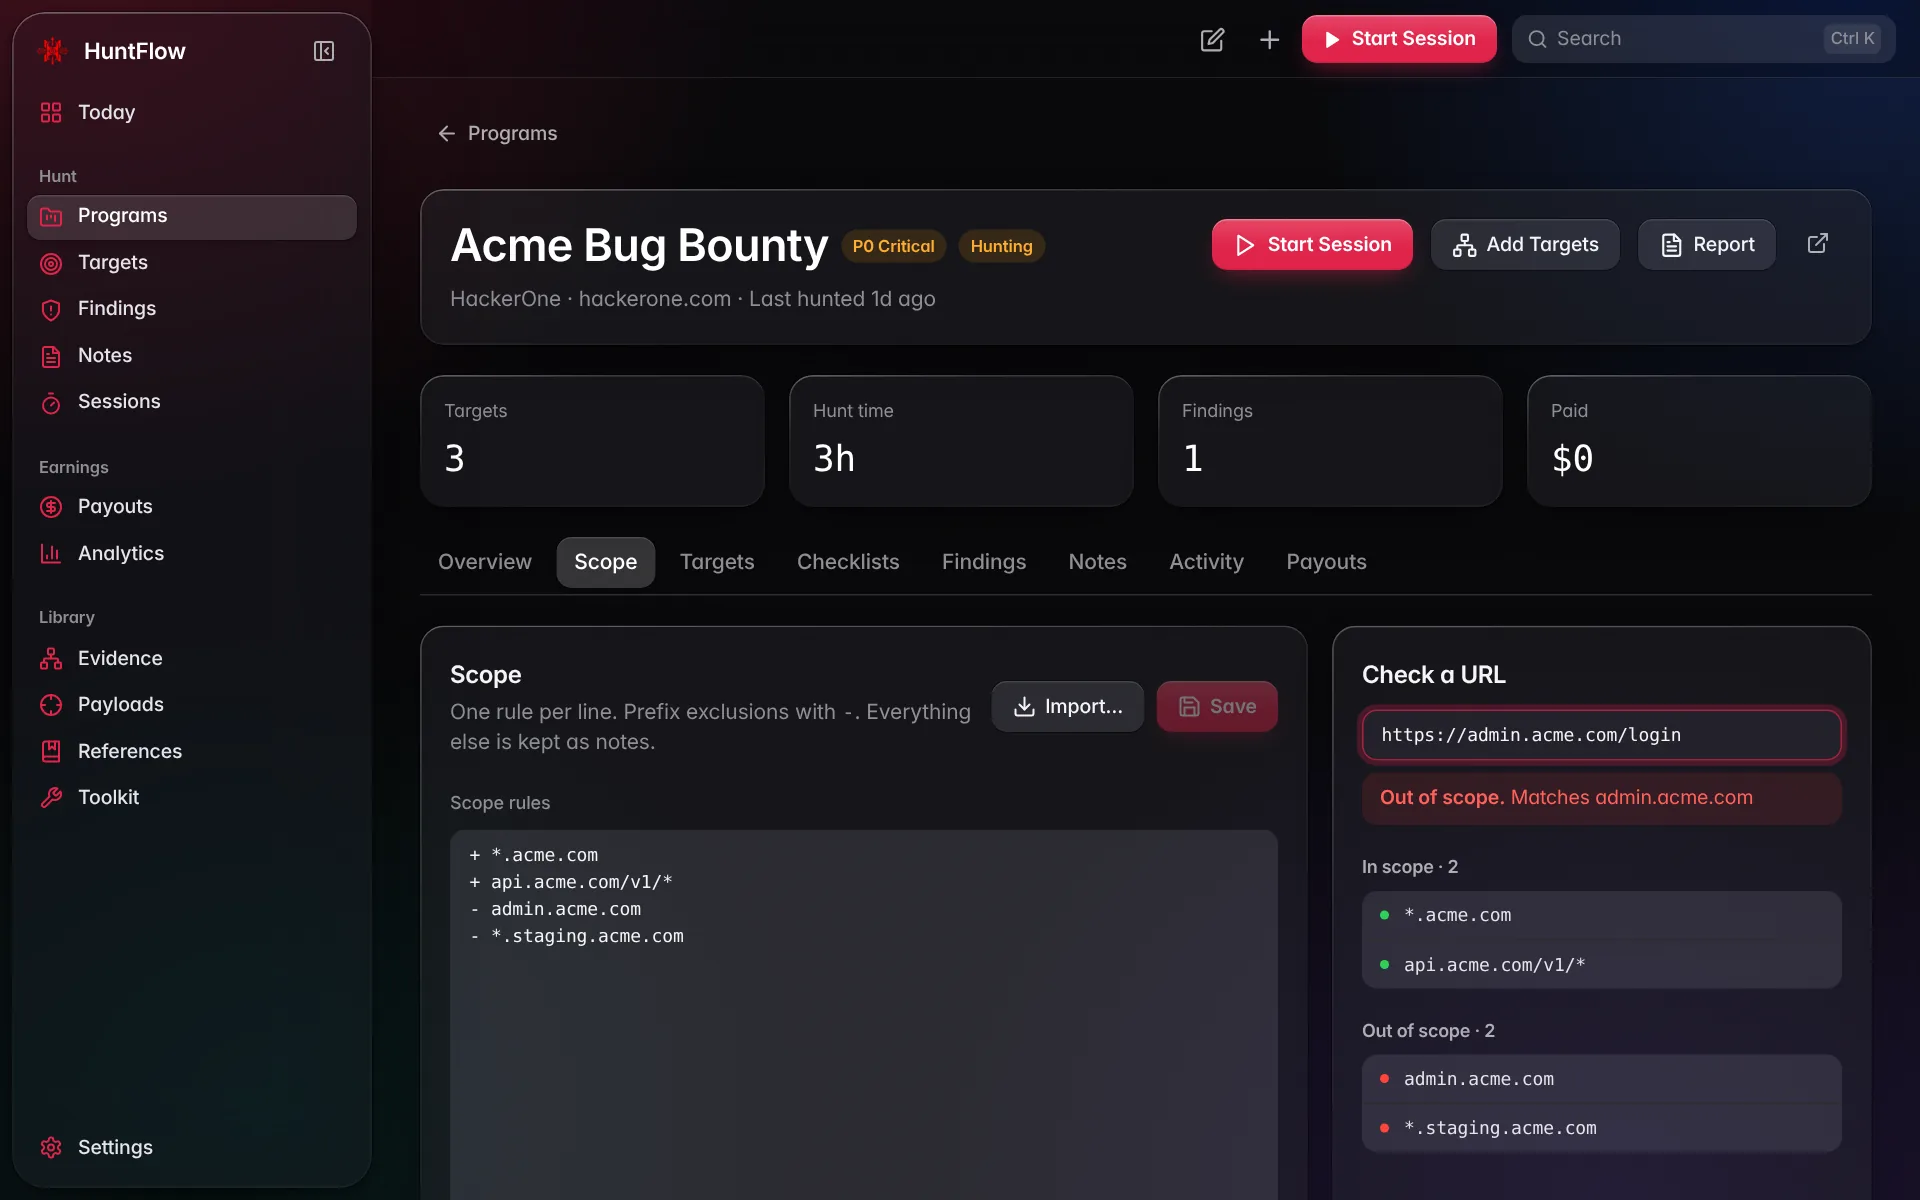 HuntFlow
Start Session
Search
Ctrl K
Today
Hunt
Programs
Targets
Findings
Notes
Sessions
Earnings
Payouts
Analytics
Library
Evidence
Payloads
References
Toolkit
Settings
Programs
Acme Bug Bounty
P0 Critical
Hunting
HackerOne · hackerone.com · Last hunted 1d ago
Start Session
Add Targets
Report
Targets
3
Hunt time
3h
Findings
1
Paid
$0
Overview
Scope
Targets
Checklists
Findings
Notes
Activity
Payouts
Scope
One rule per line. Prefix exclusions with -. Everything
else is kept as notes.
Import...
Save
Scope rules
+ *.acme.com
+ api.acme.com/v1/*
- admin.acme.com
- *.staging.acme.com
Check a URL
https://admin.acme.com/login
Out of scope. Matches admin.acme.com
In scope · 2
*.acme.com
api.acme.com/v1/*
Out of scope · 2
admin.acme.com
*.staging.acme.com